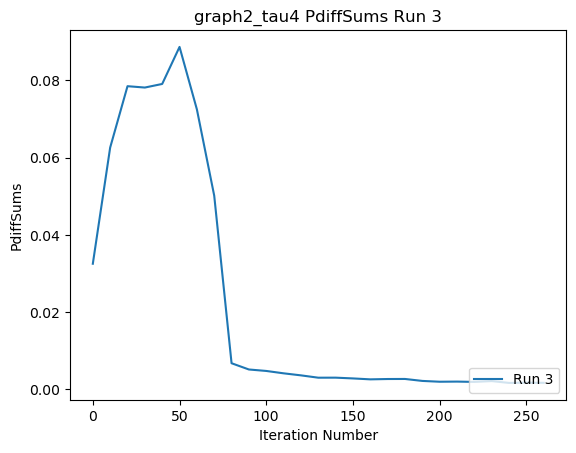 graph2_tau4 PdiffSums Run 3
PdiffSums
0.08
0.06
0.04
0.02
0.00
0 50 100 150 200 250
Iteration Number
Run 3